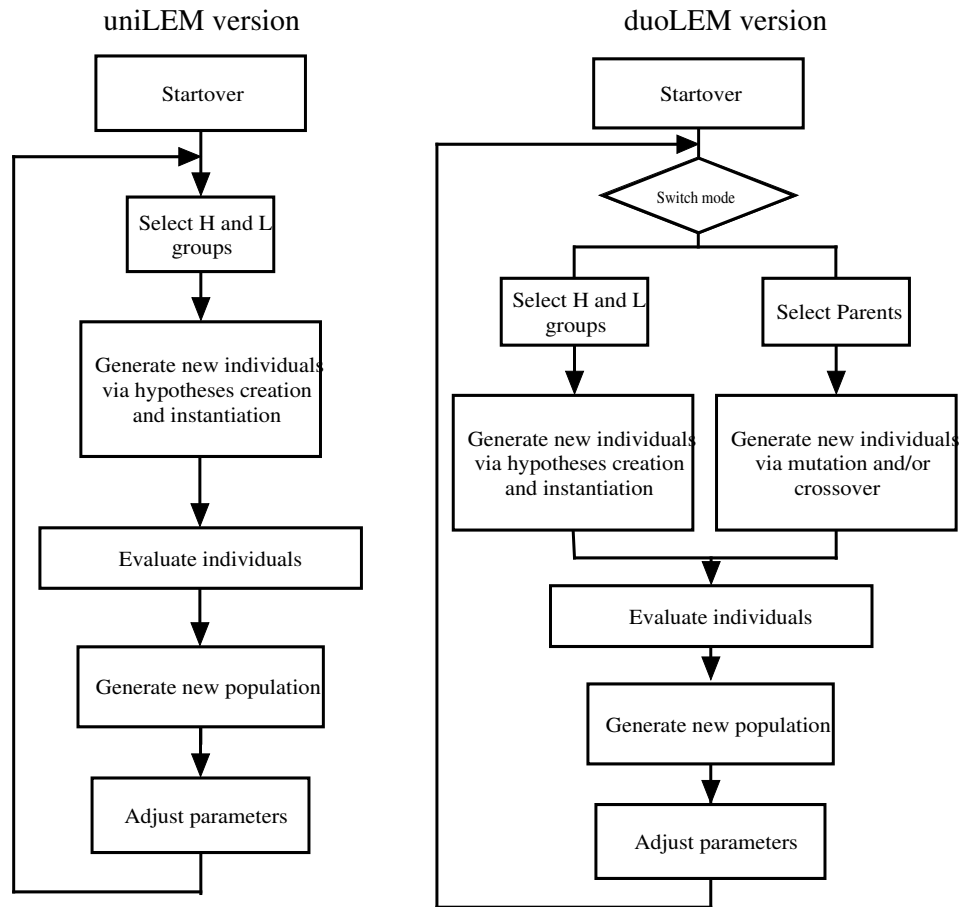 uniLEM version
Startover
Select H and L
groups
Generate new individuals
via hypotheses creation
and instantiation
Evaluate individuals
Generate new population
Adjust parameters
duoLEM version
Startover
Switch mode
Select H and L
groups
Select Parents
Generate new individuals
via hypotheses creation
and instantiation
Generate new individuals
via mutation and/or
crossover
Evaluate individuals
Generate new population
Adjust parameters